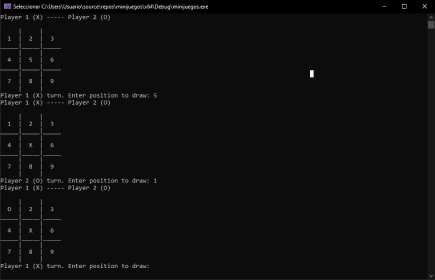 Seleccionar C:\Users\Usuario\source\repos\minijuegos\x64\Debug\minijuegos.exe
Player 1 (X) ----- Player 2 (O)
1 | 2 | 3
4 | 5 | 6
7 | 8 | 9
Player 1 (X) turn. Enter position to draw: 5
Player 1 (X) ----- Player 2 (O)
1 | 2 | 3
4 | X | 6
7 | 8 | 9
Player 2 (O) turn. Enter position to draw: 1
Player 1 (X) ----- Player 2 (O)
O | 2 | 3
4 | X | 6
7 | 8 | 9
Player 1 (X) turn. Enter position to draw: